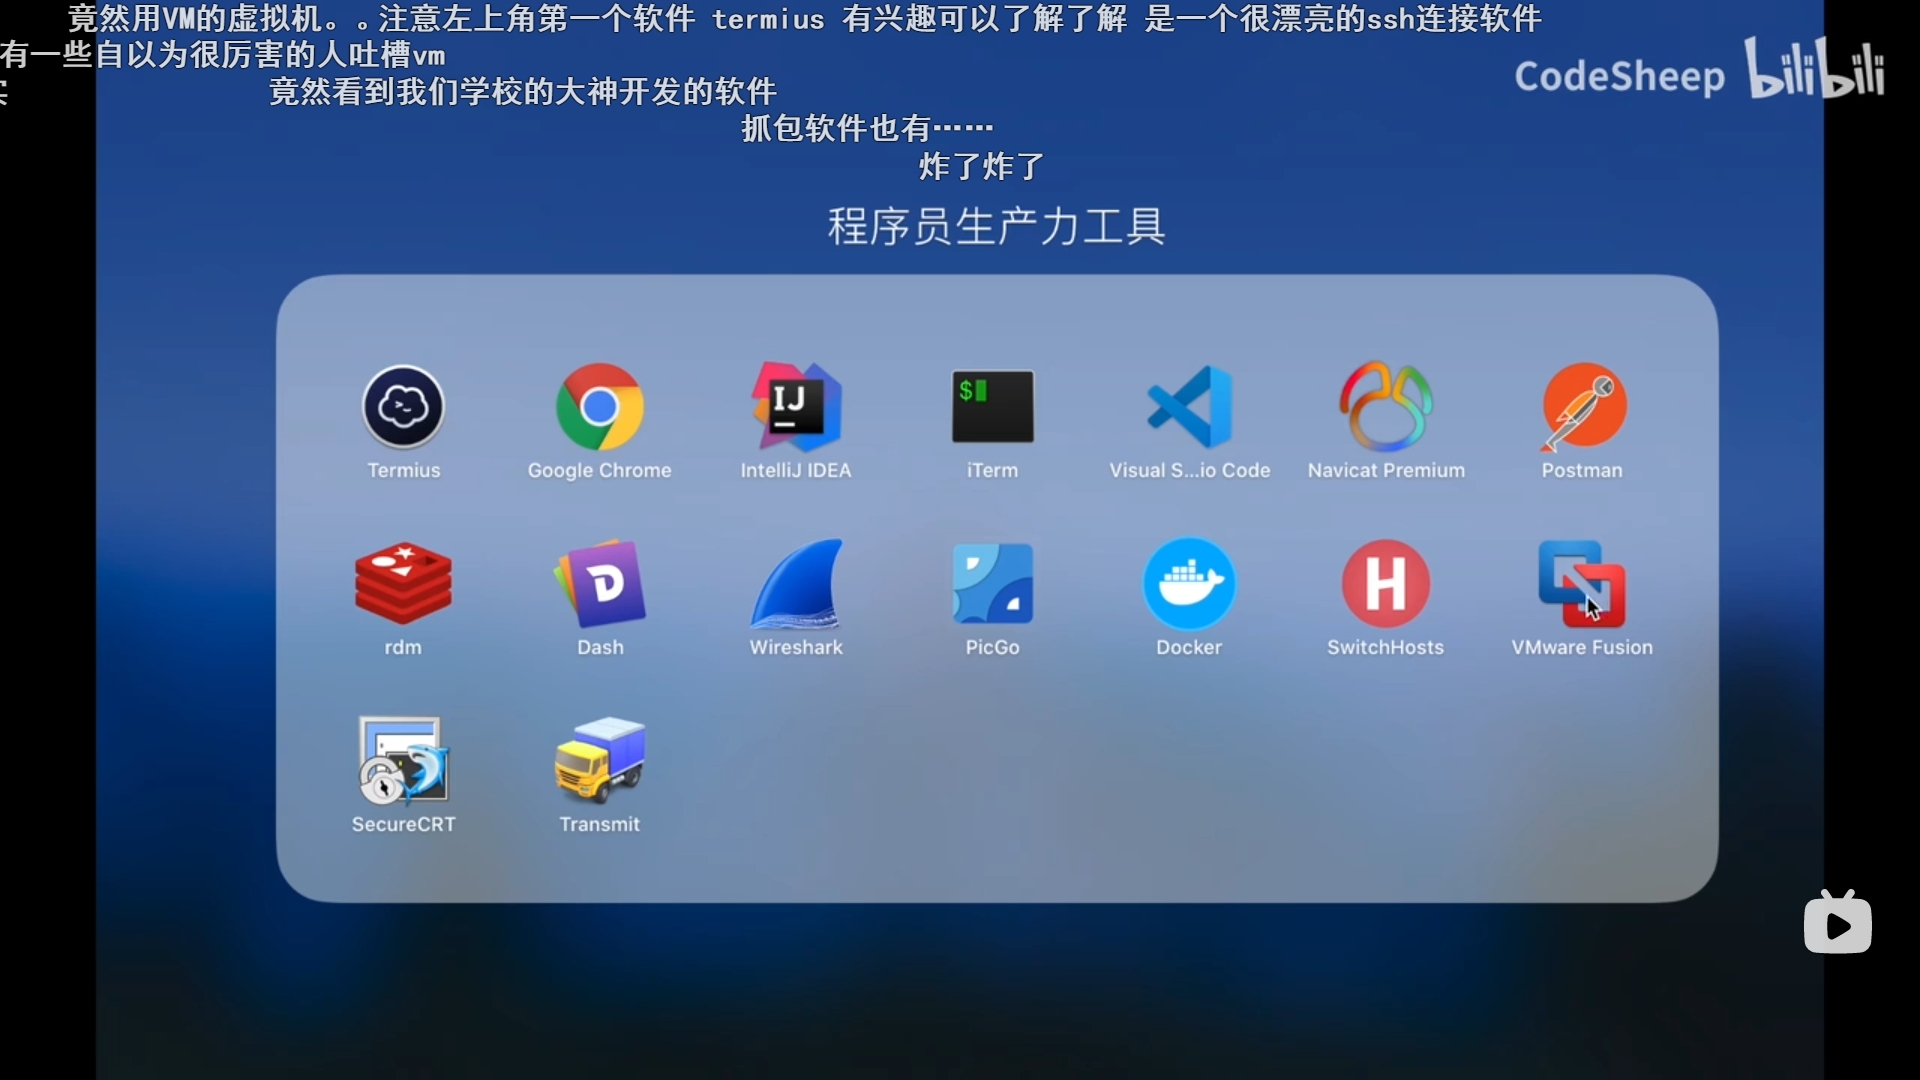 竟然用VM的虚拟机。。注意左上角第一个软件 termius 有兴趣可以了解了解 是一个很漂亮的ssh连接软件
有一些自以为很厉害的人吐槽vm
CodeSheep bilibili
竟然看到我们学校的大神开发的软件
抓包软件也有……
炸了炸了
程序员生产力工具
IJ
$
Termius Google Chrome IntelliJ IDEA iTerm Visual S...io Code Navicat Premium Postman
D
H
rdm Dash Wireshark PicGo Docker SwitchHosts VMware Fusion
SecureCRT Transmit